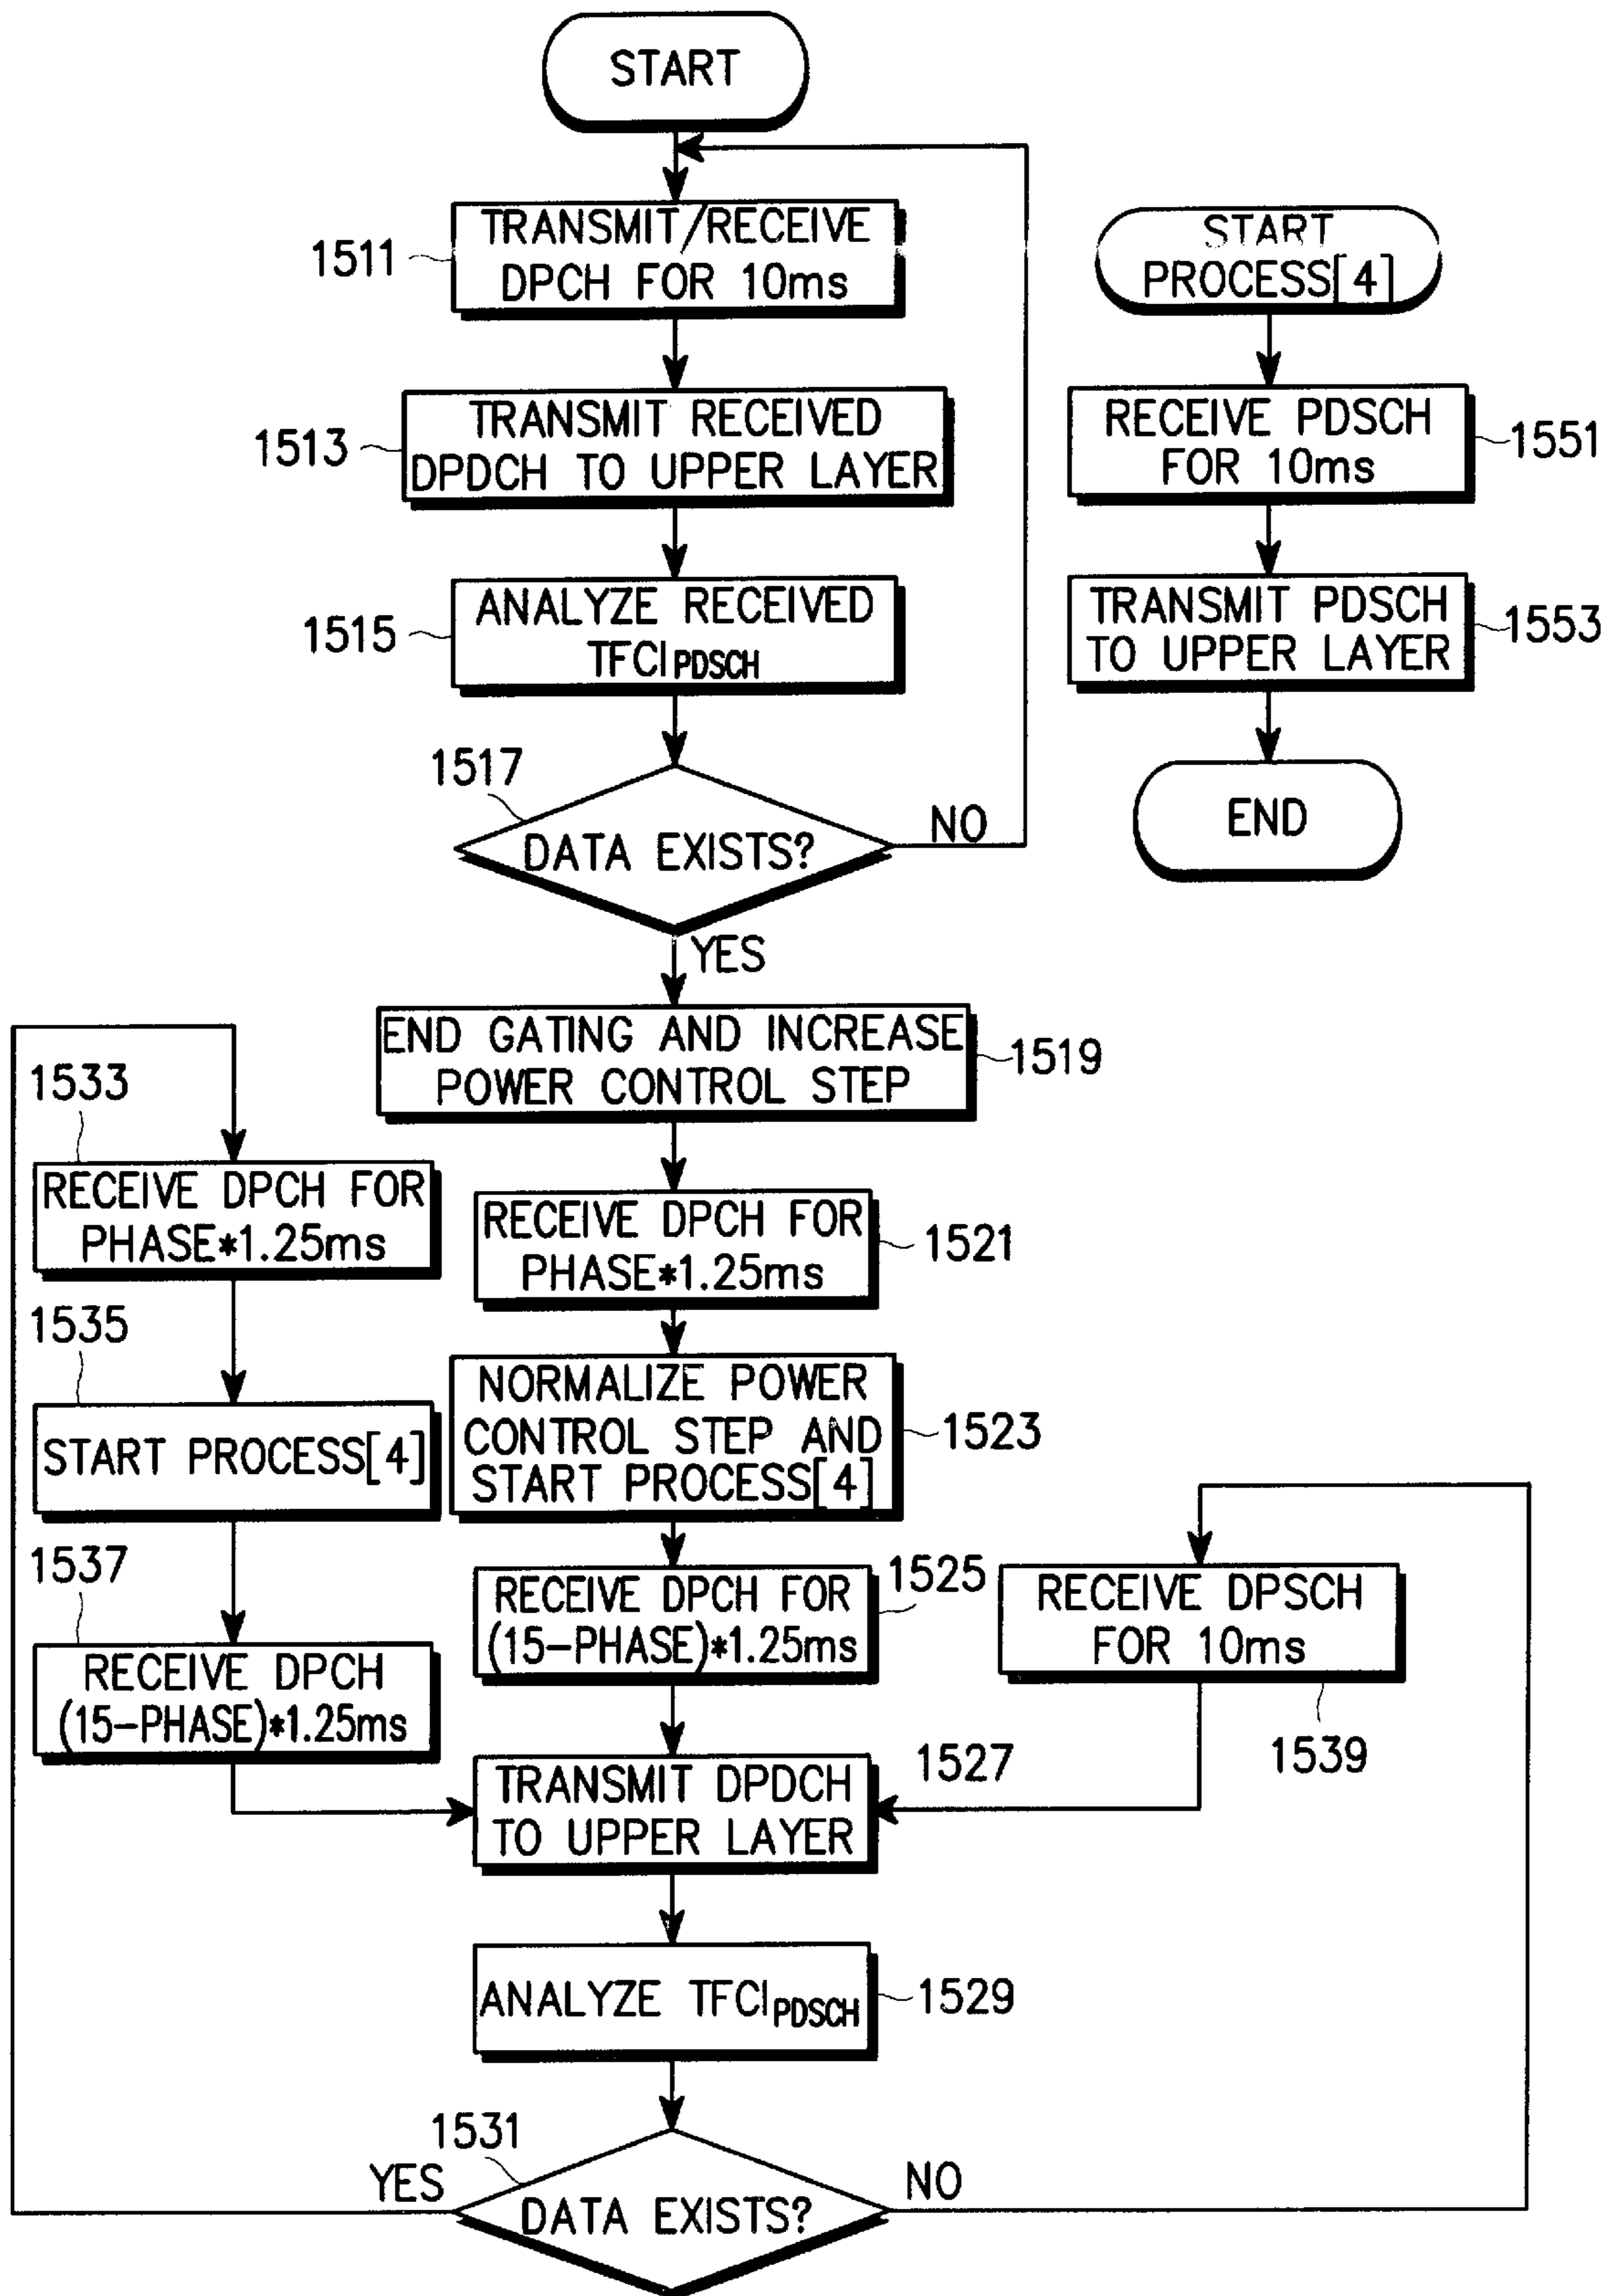 START
1511
TRANSMIT/RECEIVE
DPCH FOR 10ms
1513
TRANSMIT RECEIVED
DPDCH TO UPPER LAYER
1515
ANALYZE RECEIVED
TFCIPDSCH
1517
DATA EXISTS?
NO
YES
END GATING AND INCREASE
POWER CONTROL STEP
1519
RECEIVE DPCH FOR
PHASE*1.25ms
1521
NORMALIZE POWER
CONTROL STEP AND
START PROCESS[4]
1523
RECEIVE DPCH FOR
(15-PHASE)*1.25ms
1525
TRANSMIT DPDCH
TO UPPER LAYER
1527
ANALYZE TFCIPDSCH
1529
1531
DATA EXISTS?
YES
NO
1533
RECEIVE DPCH FOR
PHASE*1.25ms
1535
START PROCESS[4]
1537
RECEIVE DPCH
(15-PHASE)*1.25ms
RECEIVE DPSCH
FOR 10ms
1539
START
PROCESS[4]
RECEIVE PDSCH
FOR 10ms
1551
TRANSMIT PDSCH
TO UPPER LAYER
1553
END